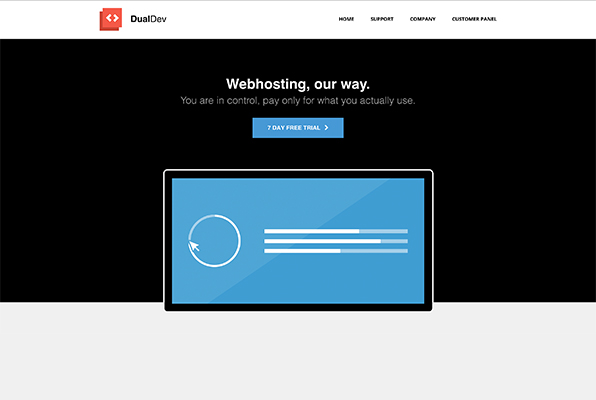 DualDev
HOME SUPPORT COMPANY CUSTOMER PANEL
Webhosting, our way.
You are in control, pay only for what you actually use.
7 DAY FREE TRIAL